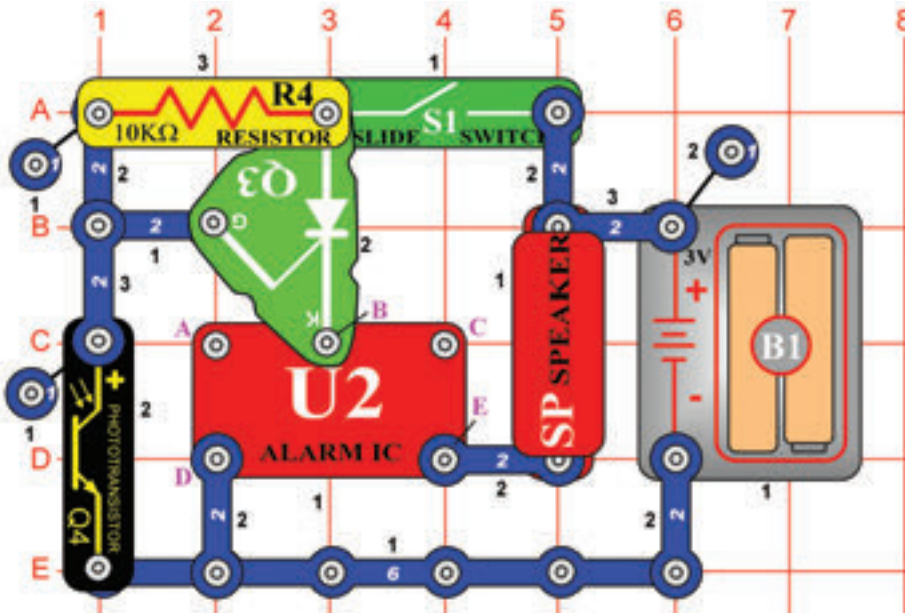 1 2 3 4 5 6 7 8
3 1
A R4 S1
10KΩ RESISTOR SLIDE SWITCH
1 2 2 2 2 2 1
1 Q3 3
B 2 G 2 2
1 2 1 3V
2 3 K B +
C A C B1
1 + U2 SP SPEAKER -
1 2 E
PHOTOTRANSISTOR
Q4
D ALARM IC 2
D 1 2 1
2 2 2 2
1
E 6